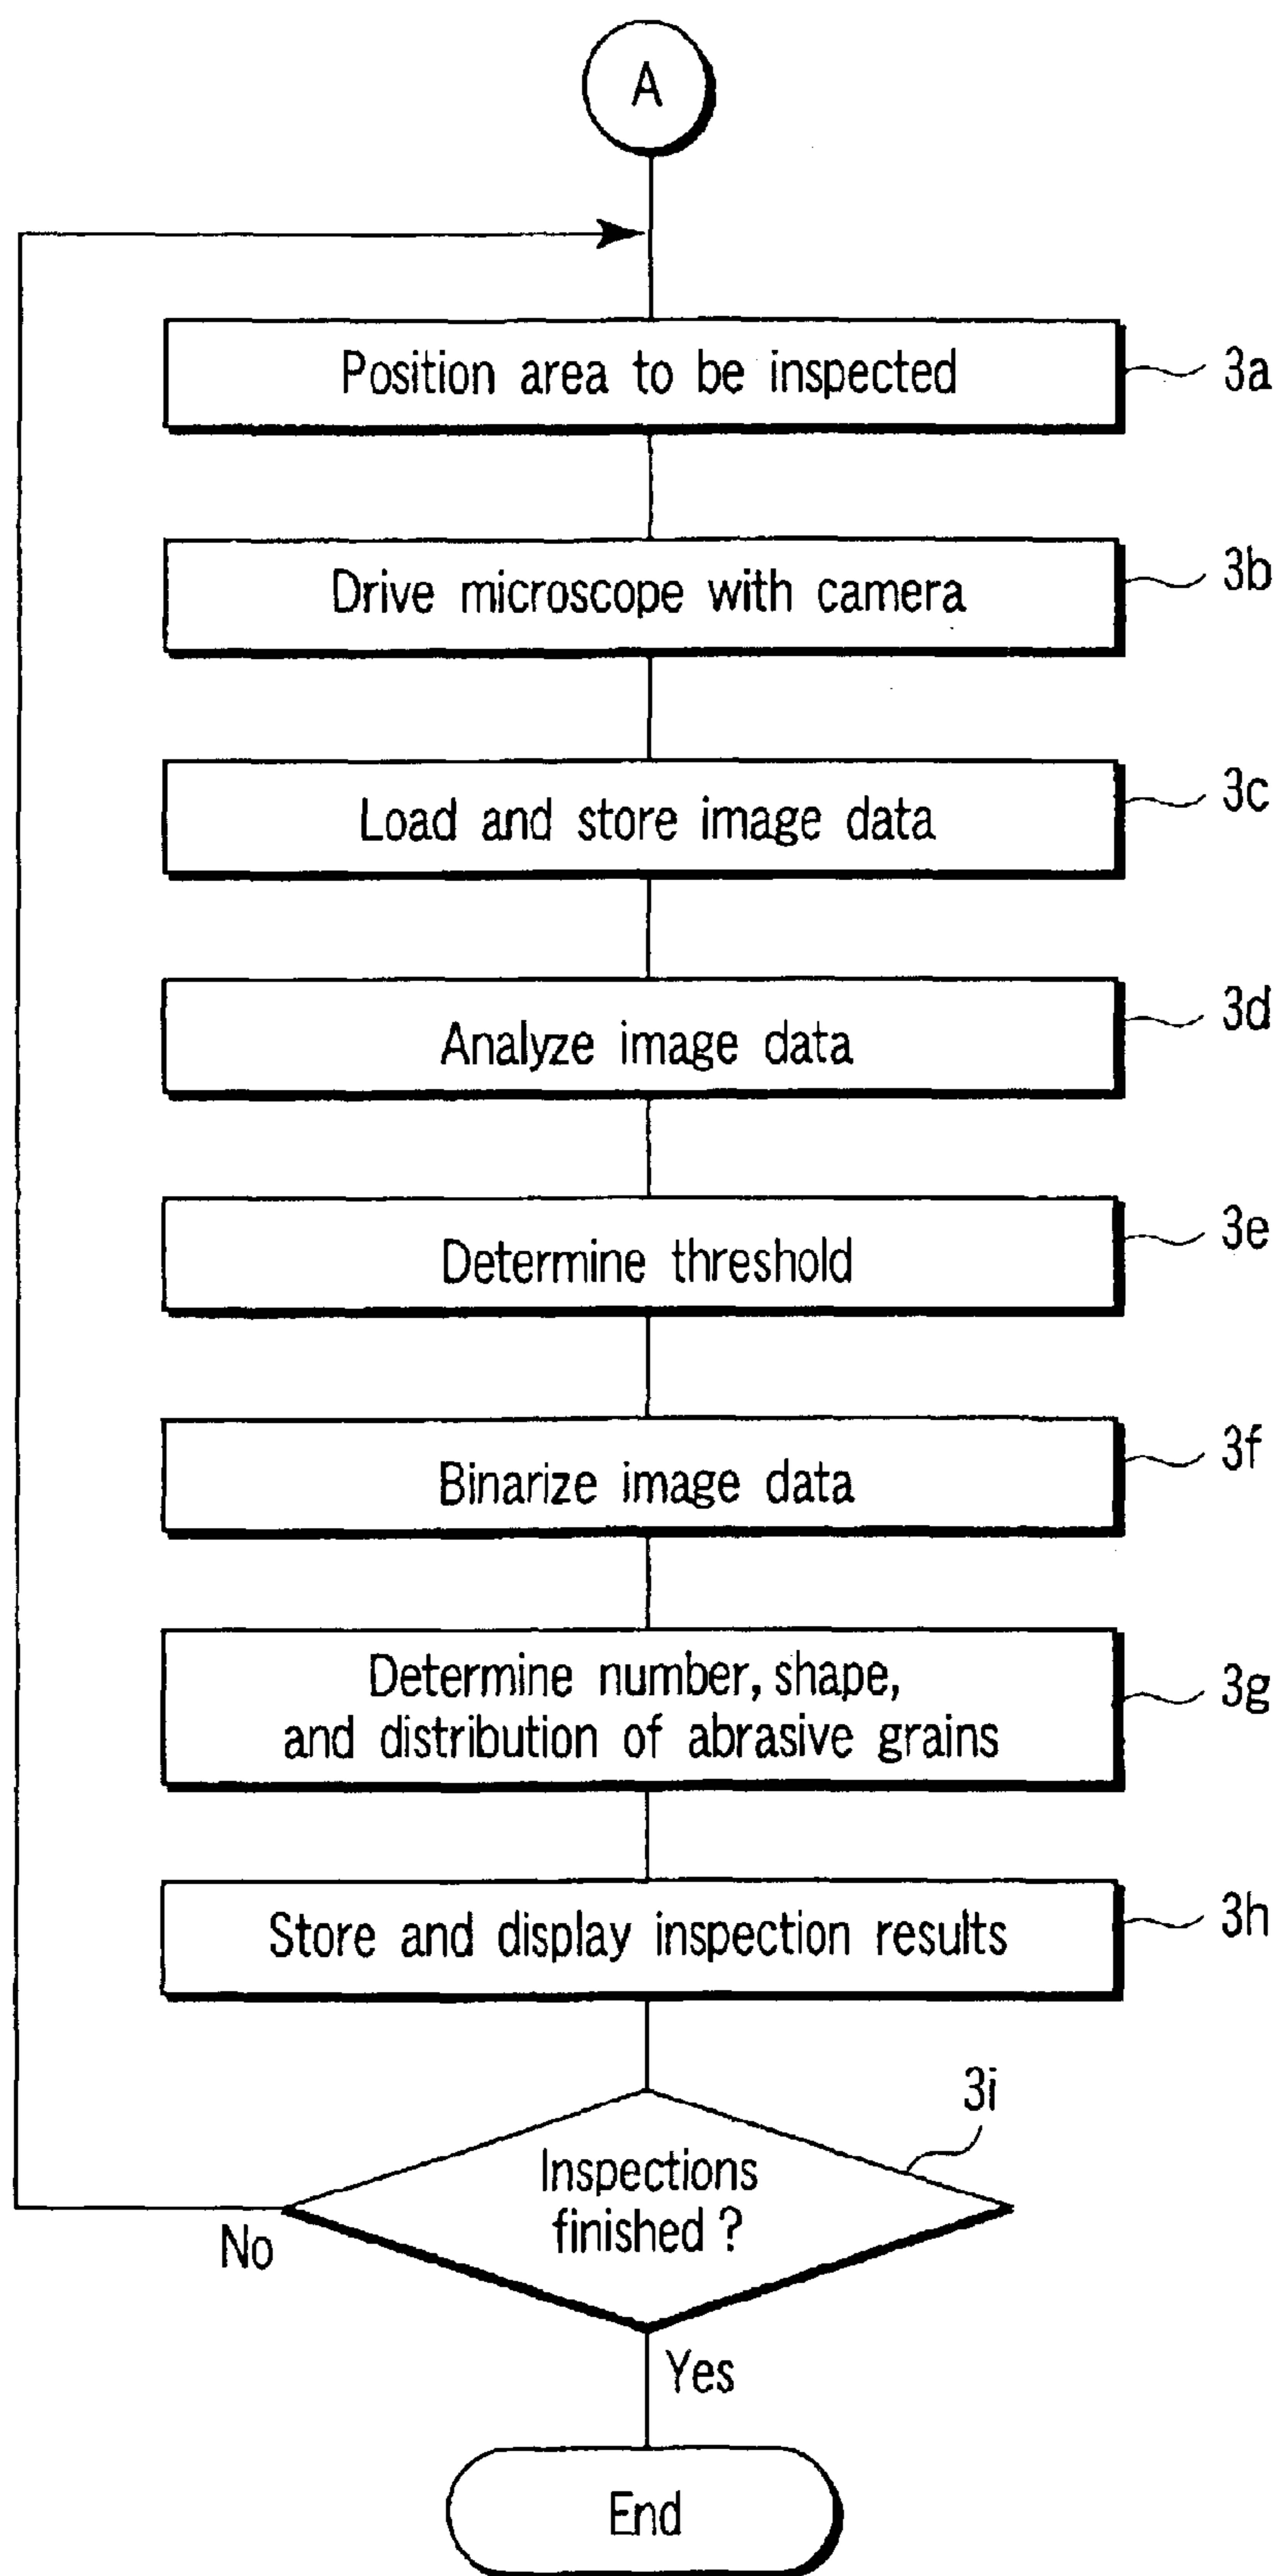 A
Position area to be inspected
3a
Drive microscope with camera
3b
Load and store image data
3c
Analyze image data
3d
Determine threshold
3e
Binarize image data
3f
Determine number, shape,
and distribution of abrasive grains
3g
Store and display inspection results
3h
3i
Inspections
finished ?
No
Yes
End